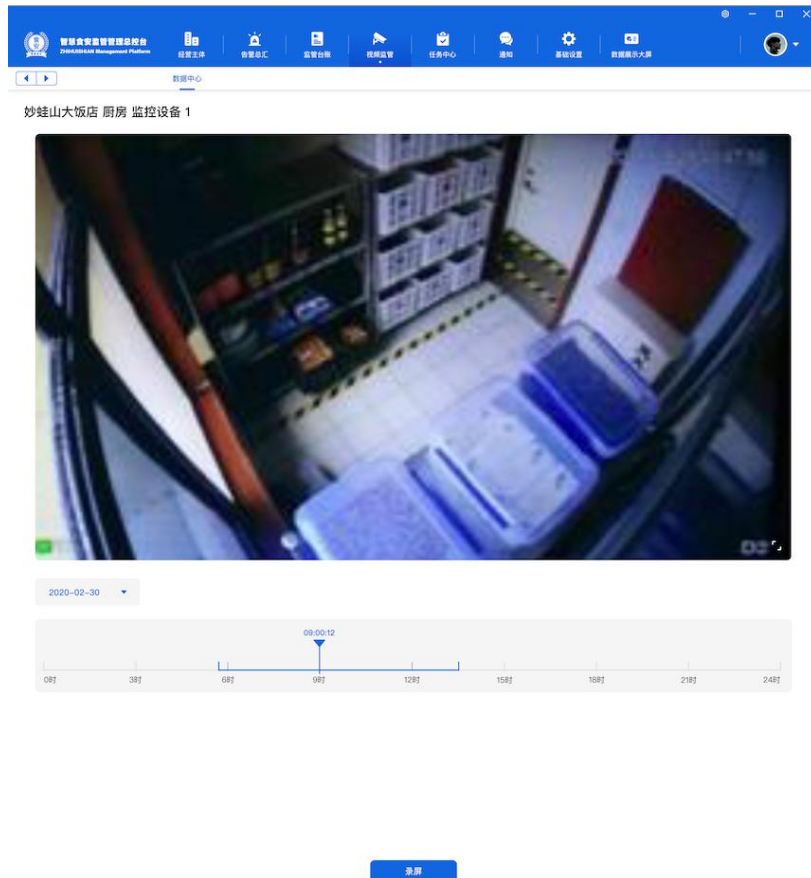 智慧食安监管管理总控台
ZHIHUISHIAN Management Platform
经营主体
告警总汇
监管台账
视频监管
任务中心
通知
基础设置
数据展示大屏
数据中心
妙蛙山大饭店 厨房 监控设备 1
2020-02-30
09:00:12
0时
3时
6时
9时
12时
15时
18时
21时
24时
录屏